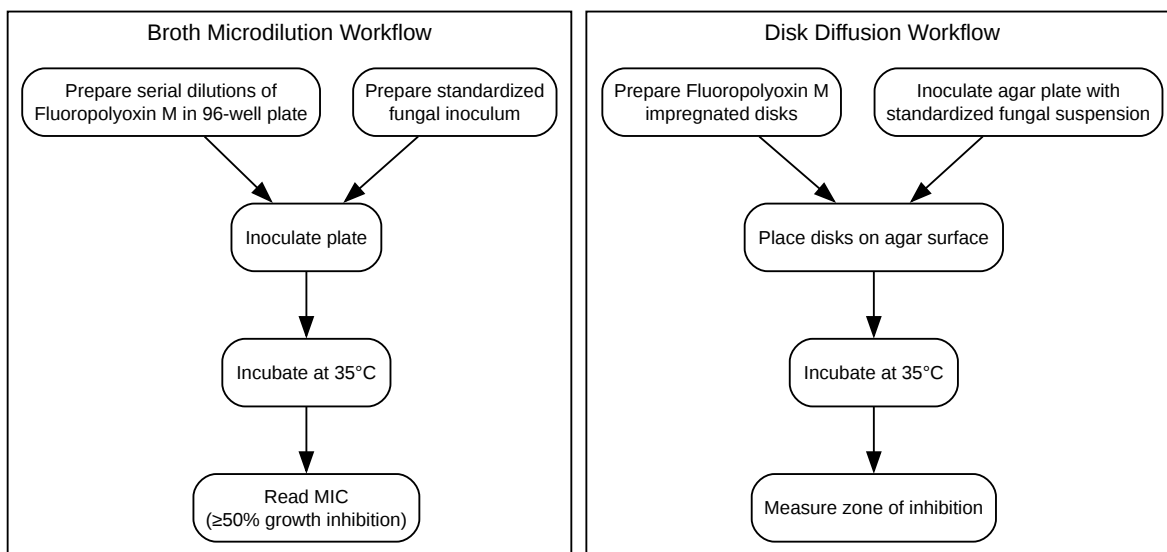 Broth Microdilution Workflow
Prepare serial dilutions of
Fluoropolyoxin M in 96-well plate
Prepare standardized
fungal inoculum
Inoculate plate
Incubate at 35°C
Read MIC
(≥50% growth inhibition)
Disk Diffusion Workflow
Prepare Fluoropolyoxin M
impregnated disks
Inoculate agar plate with
standardized fungal suspension
Place disks on agar surface
Incubate at 35°C
Measure zone of inhibition